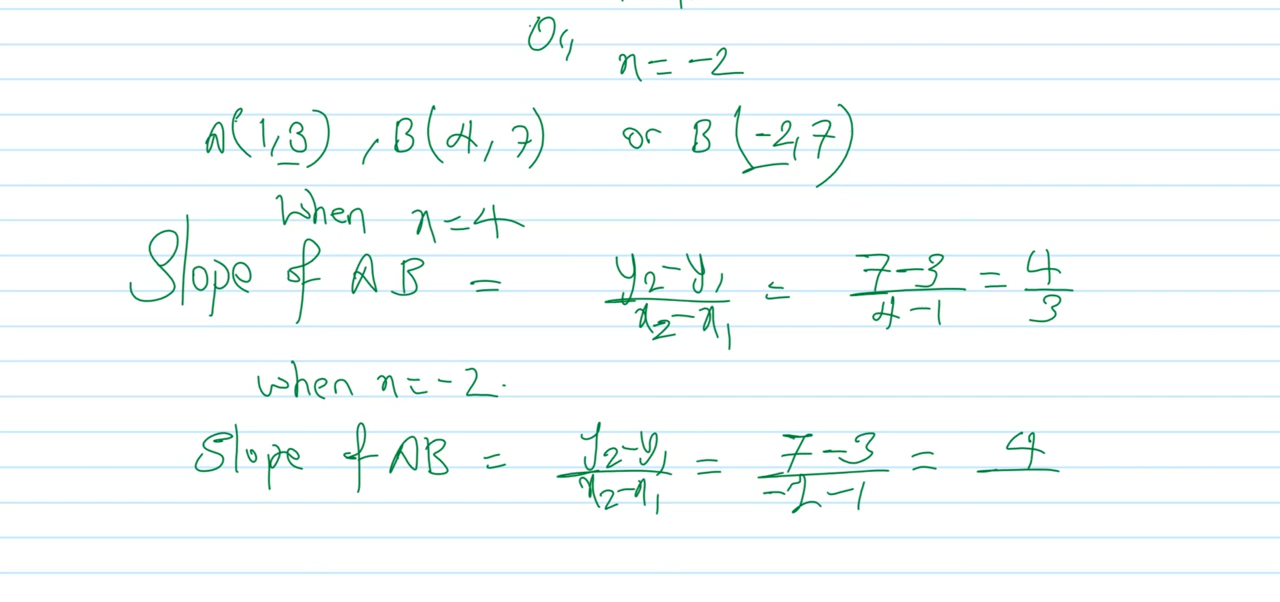 Or,
x = -2
A(1,3) , B(4, 7) or B(-2,7)
When x=4
Slope of AB = y2-y1/x2-x1 = 7-3/4-1 = 4/3
when x=-2.
Slope of AB = y2-y1/x2-x1 = 7-3/-2-1 = 4/